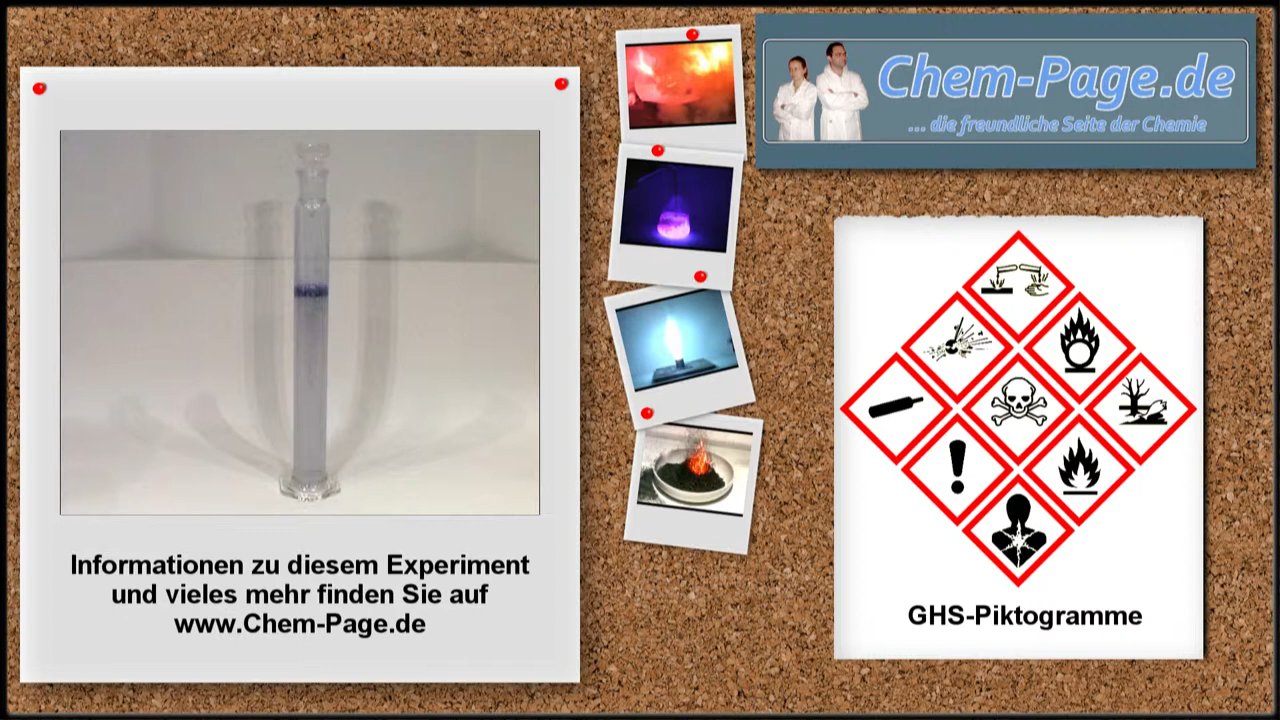 Chem-Page.de
... die freundliche Seite der Chemie
Informationen zu diesem Experiment
und vieles mehr finden Sie auf
www.Chem-Page.de
GHS-Piktogramme